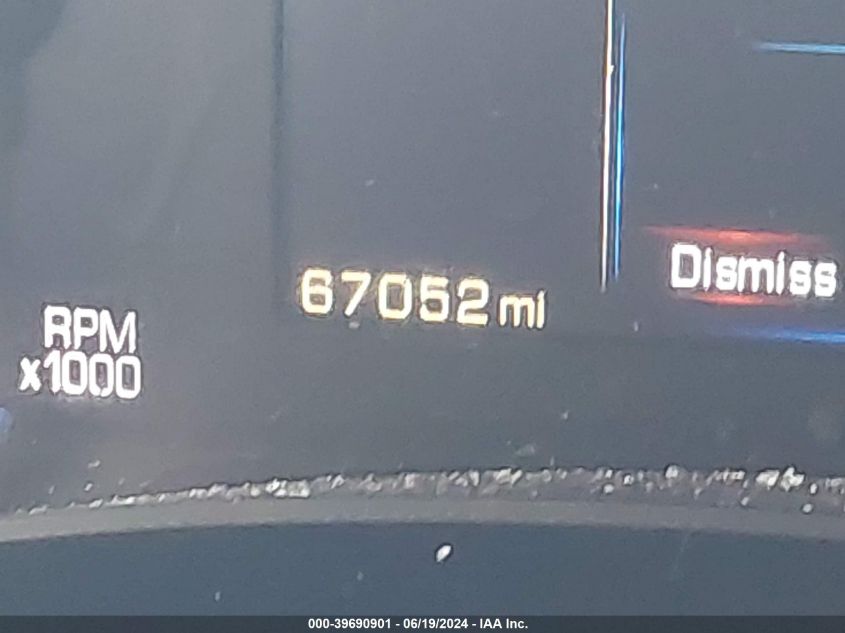 67052 mi
Dismiss
RPM
x1000
000-39690901 - 06/19/2024 - IAA Inc.